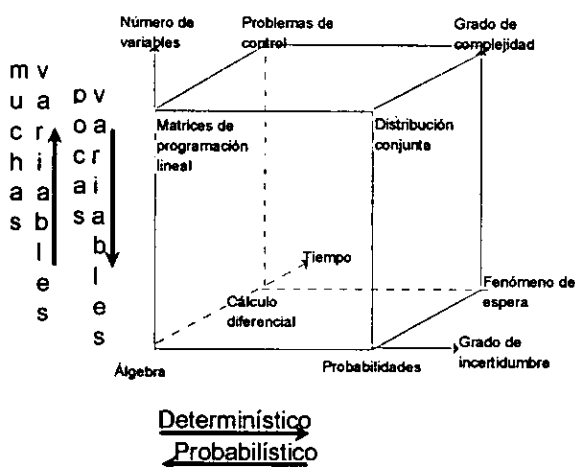 Número de
variables
Problemas de
control
Grado de
complejidad
muchas
variables
pocas
variables
Matrices de
programación
lineal
Distribución
conjunta
Tiempo
Cálculo
diferencial
Fenómeno de
espera
Álgebra
Probabilidades
Grado de
incertidumbre
Determinístico
Probabilístico